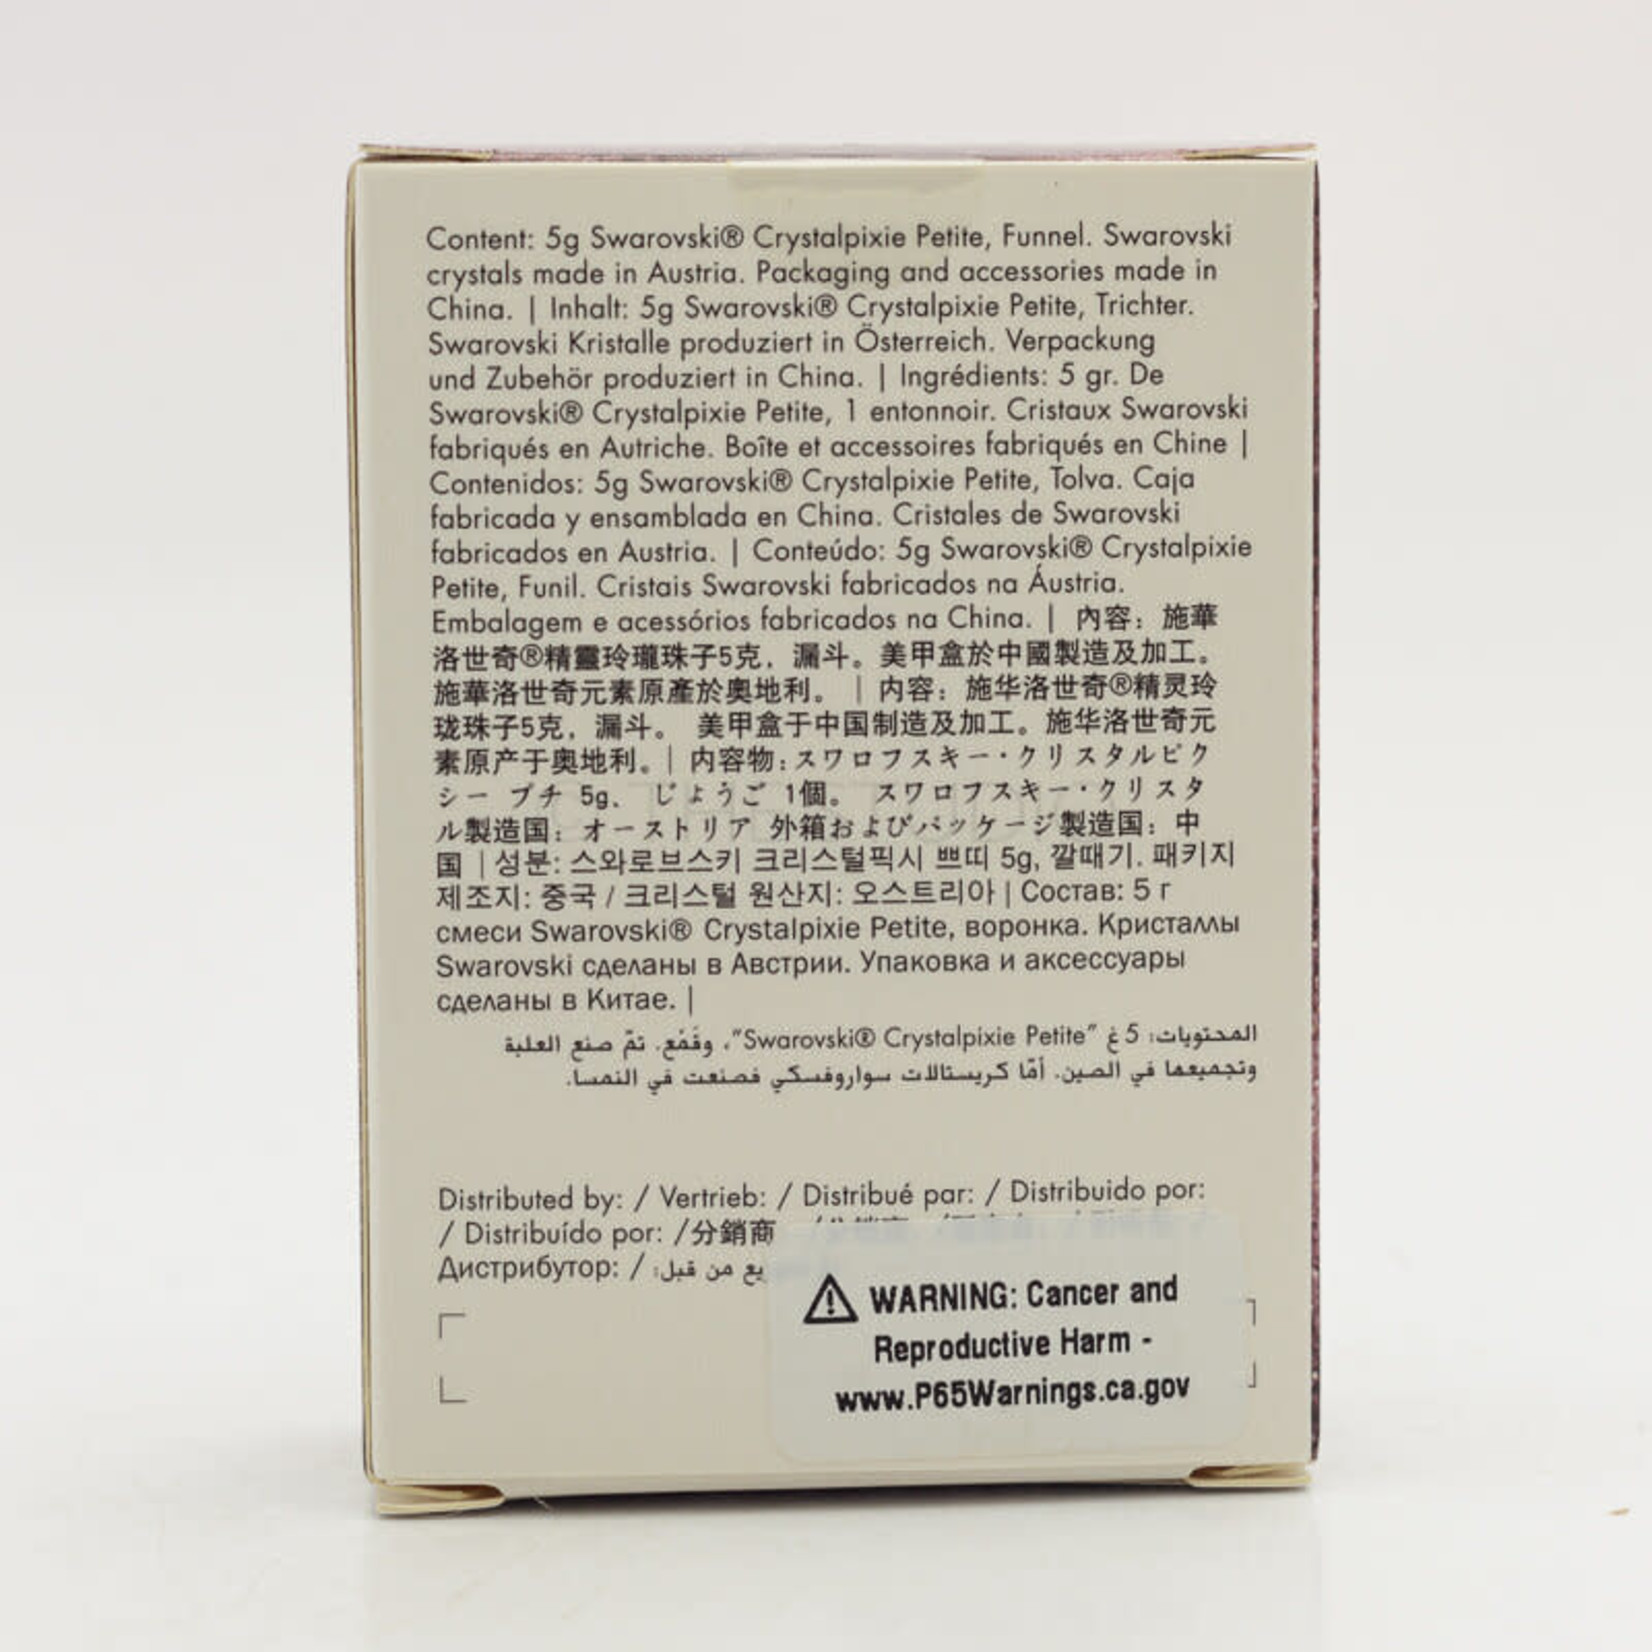 Content: 5g Swarovski® Crystalpixie Petite, Funnel. Swarovski
crystals made in Austria. Packaging and accessories made in
China. | Inhalt: 5g Swarovski® Crystalpixie Petite, Trichter.
Swarovski Kristalle produziert in Österreich. Verpackung
und Zubehör produziert in China. | Ingrédients: 5 gr. De
Swarovski® Crystalpixie Petite, 1 entonnoir. Cristaux Swarovski
fabriqués en Autriche. Boîte et accessoires fabriqués en Chine |
Contenidos: 5g Swarovski® Crystalpixie Petite, Tolva. Caja
fabricada y ensamblada en China. Cristales de Swarovski
fabricados en Austria. | Conteúdo: 5g Swarovski® Crystalpixie
Petite, Funil. Cristais Swarovski fabricados na Áustria.
Embalagem e acessórios fabricados na China. | 內容：施華
洛世奇®精靈玲瓏珠子5克，漏斗。美甲盒於中國製造及加工。
施華洛世奇元素原產於奧地利。 | 内容：施华洛世奇®精灵玲
珑珠子5克，漏斗。 美甲盒于中国制造及加工。施华洛世奇元
素原产于奥地利。| 内容物：スワロフスキー・クリスタルピク
シー プチ 5g、 じょうご 1個。 スワロフスキー・クリスタ
ル製造国：オーストリア 外箱およびパッケージ製造国：中
国 | 성분: 스와로브스키 크리스털픽시 쁘띠 5g, 깔때기. 패키지
제조지: 중국 / 크리스털 원산지: 오스트리아 | Состав: 5 г
смеси Swarovski® Crystalpixie Petite, воронка. Кристаллы
Swarovski сделаны в Австрии. Упаковка и аксессуары
сделаны в Китае. |
المحتويات: 5 غ "Swarovski® Crystalpixie Petite"، وقَمْع. تمّ صنع العلبة
وتجميعها في الصين. أمّا كريستالات سواروفسكي فصنعت في النمسا.
Distributed by: / Vertrieb: / Distribué par: / Distribuido por:
/ Distribuído por: /分銷商
Дистрибутор: / يع من قبل:
WARNING: Cancer and
Reproductive Harm -
www.P65Warnings.ca.gov